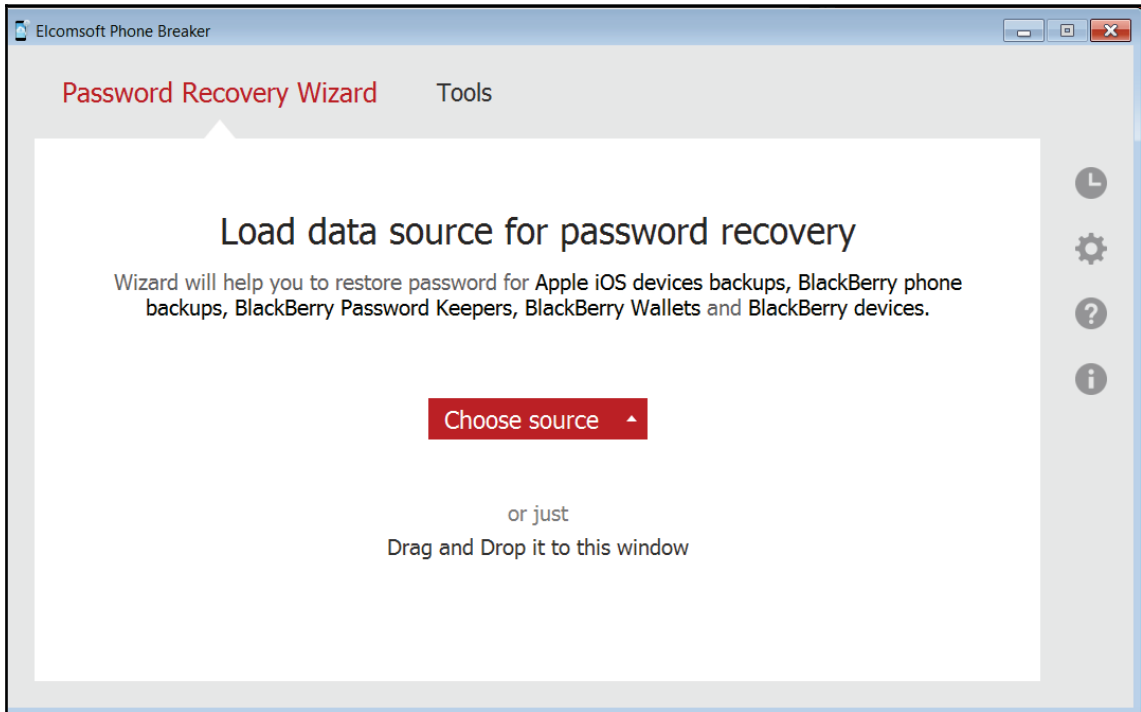 Elcomsoft Phone Breaker
Password Recovery Wizard Tools
Load data source for password recovery
Wizard will help you to restore password for Apple iOS devices backups, BlackBerry phone
backups, BlackBerry Password Keepers, BlackBerry Wallets and BlackBerry devices.
Choose source
or just
Drag and Drop it to this window